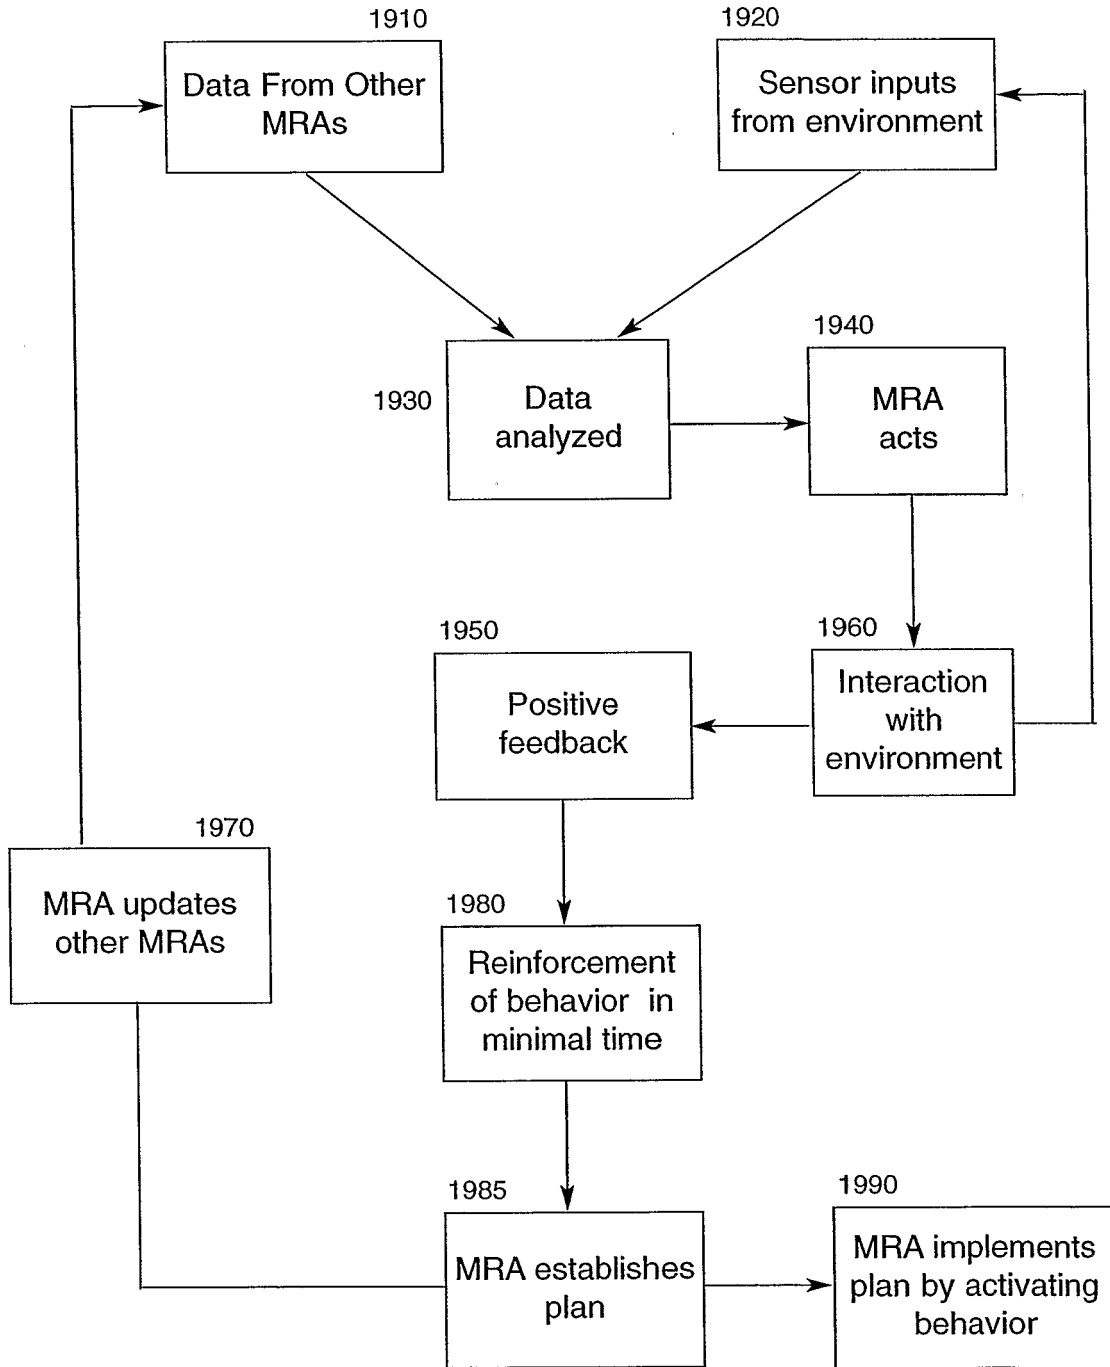 1910
Data From Other
MRAs
1920
Sensor inputs
from environment
1930
Data
analyzed
1940
MRA
acts
1950
Positive
feedback
1960
Interaction
with
environment
1970
MRA updates
other MRAs
1980
Reinforcement
of behavior in
minimal time
1985
MRA establishes
plan
1990
MRA implements
plan by activating
behavior